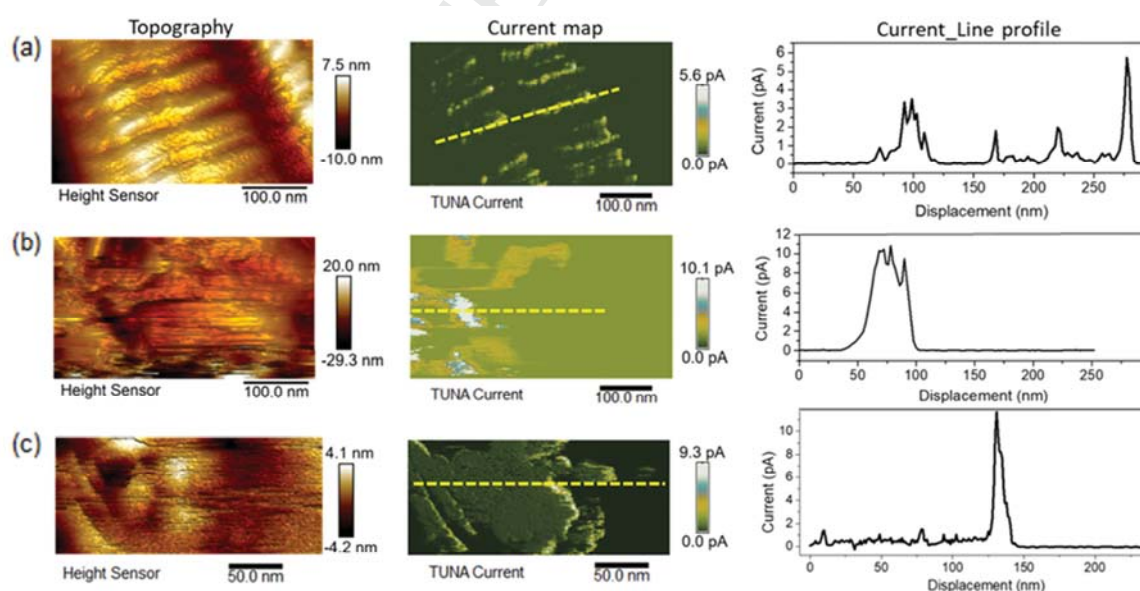 Topography
Current map
Current_Line profile
(a)
7.5 nm
-10.0 nm
Height Sensor
100.0 nm
5.6 pA
0.0 pA
TUNA Current
100.0 nm
Current (pA)
6
5
4
3
2
1
0
0 50 100 150 200 250
Displacement (nm)
(b)
20.0 nm
-29.3 nm
Height Sensor
100.0 nm
10.1 pA
0.0 pA
TUNA Current
100.0 nm
Current (pA)
12
10
8
6
4
2
0
0 50 100 150 200 250
Displacement (nm)
(c)
4.1 nm
-4.2 nm
Height Sensor
50.0 nm
9.3 pA
0.0 pA
TUNA Current
50.0 nm
Current (pA)
10
8
6
4
2
0
0 50 100 150 200
Displacement (nm)